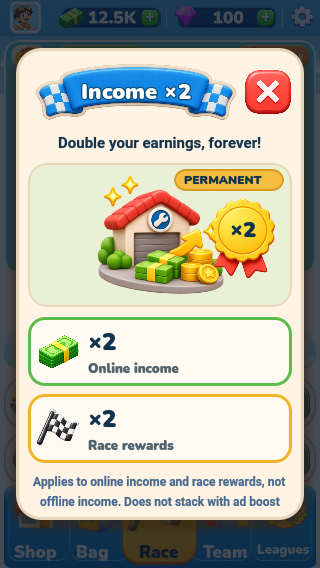 12.5K
100
Income ×2
Double your earnings, forever!
PERMANENT
×2
×2
Online income
×2
Race rewards
Applies to online income and race rewards, not
offline income. Does not stack with ad boost
Shop
Bag
Race
Team
Leagues